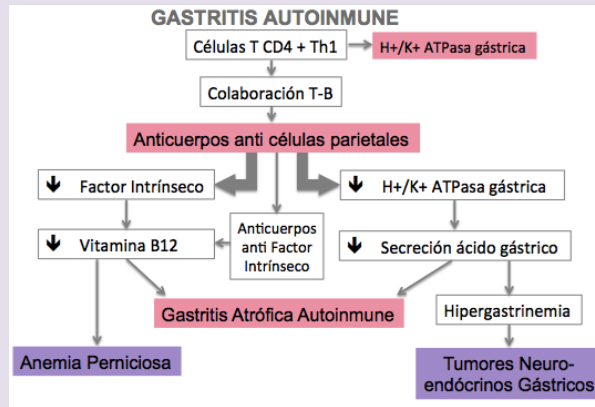 GASTRITIS AUTOINMUNE
Células T CD4 + Th1
H+/K+ ATPasa gástrica
Colaboración T-B
Anticuerpos anti células parietales
Factor Intrínseco
H+/K+ ATPasa gástrica
Vitamina B12
Anticuerpos
anti Factor
Intrínseco
Secreción ácido gástrico
Gastritis Atrófica Autoinmune
Hipergastrinemia
Anemia Perniciosa
Tumores Neuro-
endócrinos Gástricos